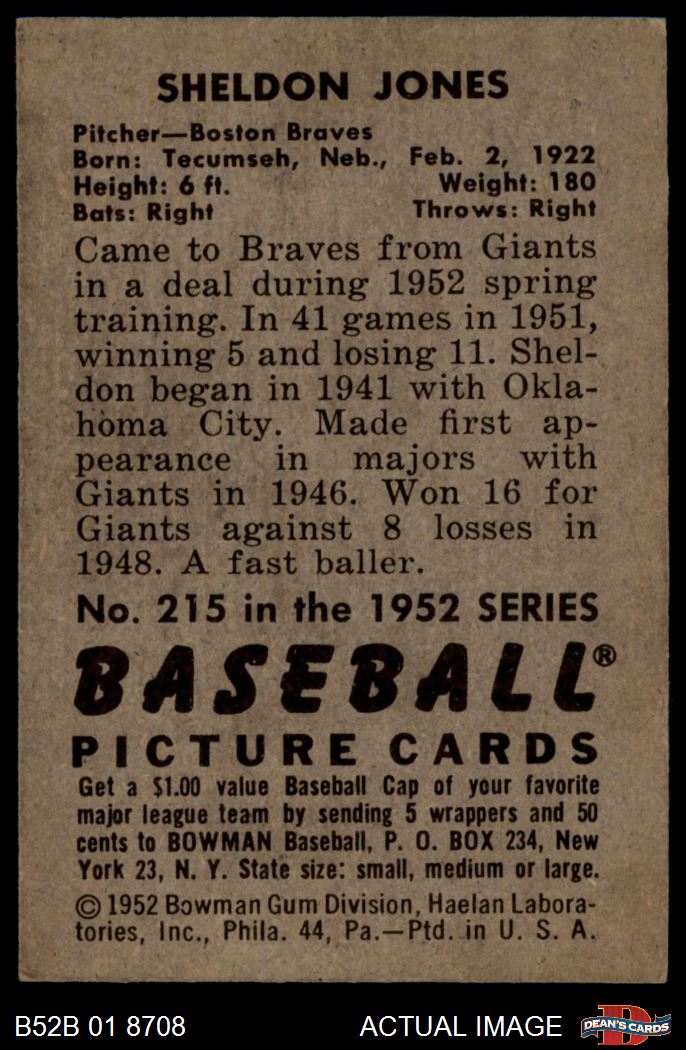 SHELDON JONES
Pitcher—Boston Braves
Born: Tecumseh, Neb., Feb. 2, 1922
Height: 6 ft. Weight: 180
Bats: Right Throws: Right
Came to Braves from Giants
in a deal during 1952 spring
training. In 41 games in 1951,
winning 5 and losing 11. Shel-
don began in 1941 with Okla-
homa City. Made first ap-
pearance in majors with
Giants in 1946. Won 16 for
Giants against 8 losses in
1948. A fast baller.
No. 215 in the 1952 SERIES
BASEBALL®
PICTURE CARDS
Get a $1.00 value Baseball Cap of your favorite
major league team by sending 5 wrappers and 50
cents to BOWMAN Baseball, P. O. BOX 234, New
York 23, N. Y. State size: small, medium or large.
© 1952 Bowman Gum Division, Haelan Labora-
tories, Inc., Phila. 44, Pa.—Ptd. in U. S. A.
B52B 01 8708 ACTUAL IMAGE D DEAN'S CARDS